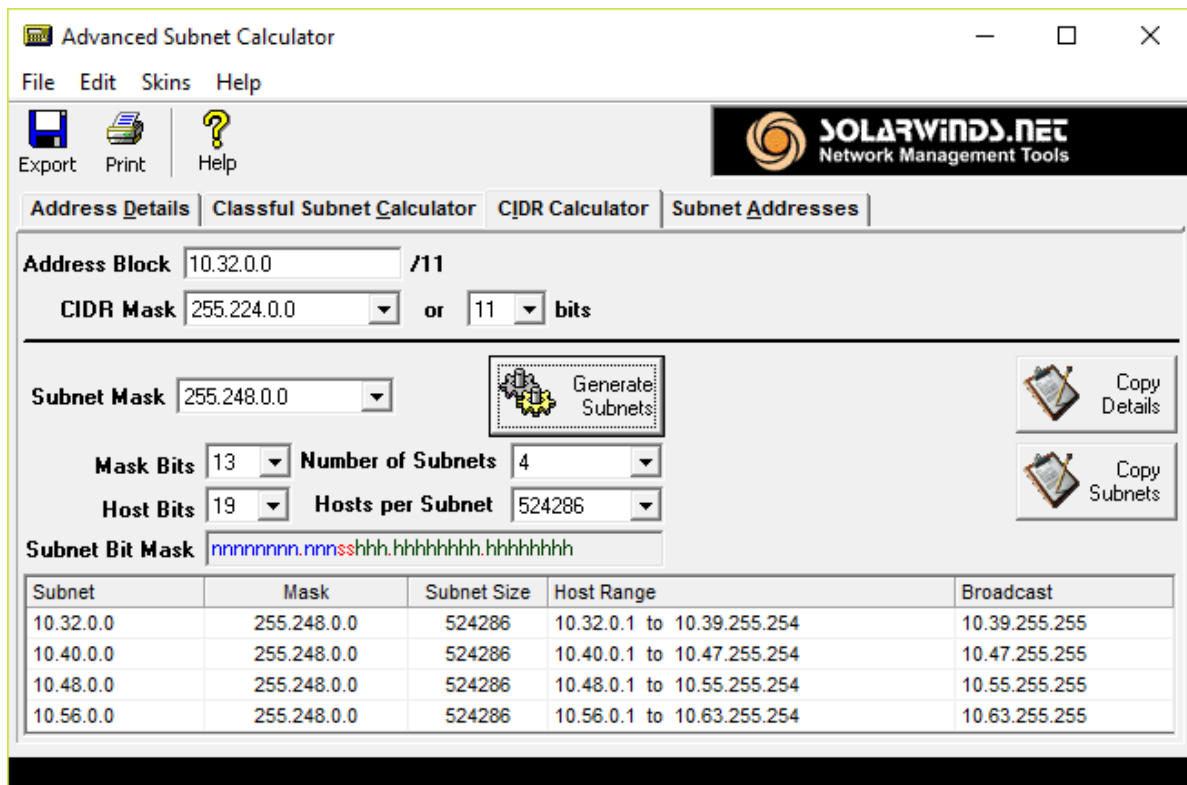 Advanced Subnet Calculator
File Edit Skins Help
Export Print Help
SOLARWINDS.NET
Network Management Tools
Address Details Classful Subnet Calculator CIDR Calculator Subnet Addresses
Address Block 10.32.0.0 /11
CIDR Mask 255.224.0.0 or 11 bits
Subnet Mask 255.248.0.0
Generate
Subnets
Copy
Details
Mask Bits 13 Number of Subnets 4
Host Bits 19 Hosts per Subnet 524286
Copy
Subnets
Subnet Bit Mask nnnnnnnn.nnnsshhh.hhhhhhhh.hhhhhhhh
Subnet Mask Subnet Size Host Range Broadcast
10.32.0.0 255.248.0.0 524286 10.32.0.1 to 10.39.255.254 10.39.255.255
10.40.0.0 255.248.0.0 524286 10.40.0.1 to 10.47.255.254 10.47.255.255
10.48.0.0 255.248.0.0 524286 10.48.0.1 to 10.55.255.254 10.55.255.255
10.56.0.0 255.248.0.0 524286 10.56.0.1 to 10.63.255.254 10.63.255.255